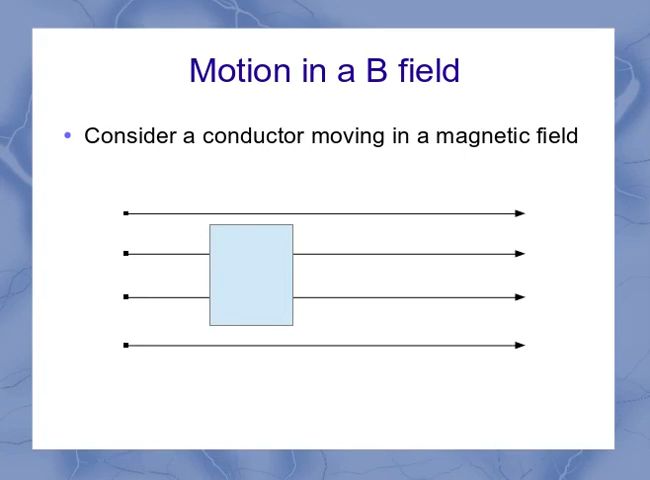 Motion in a B field
• Consider a conductor moving in a magnetic field